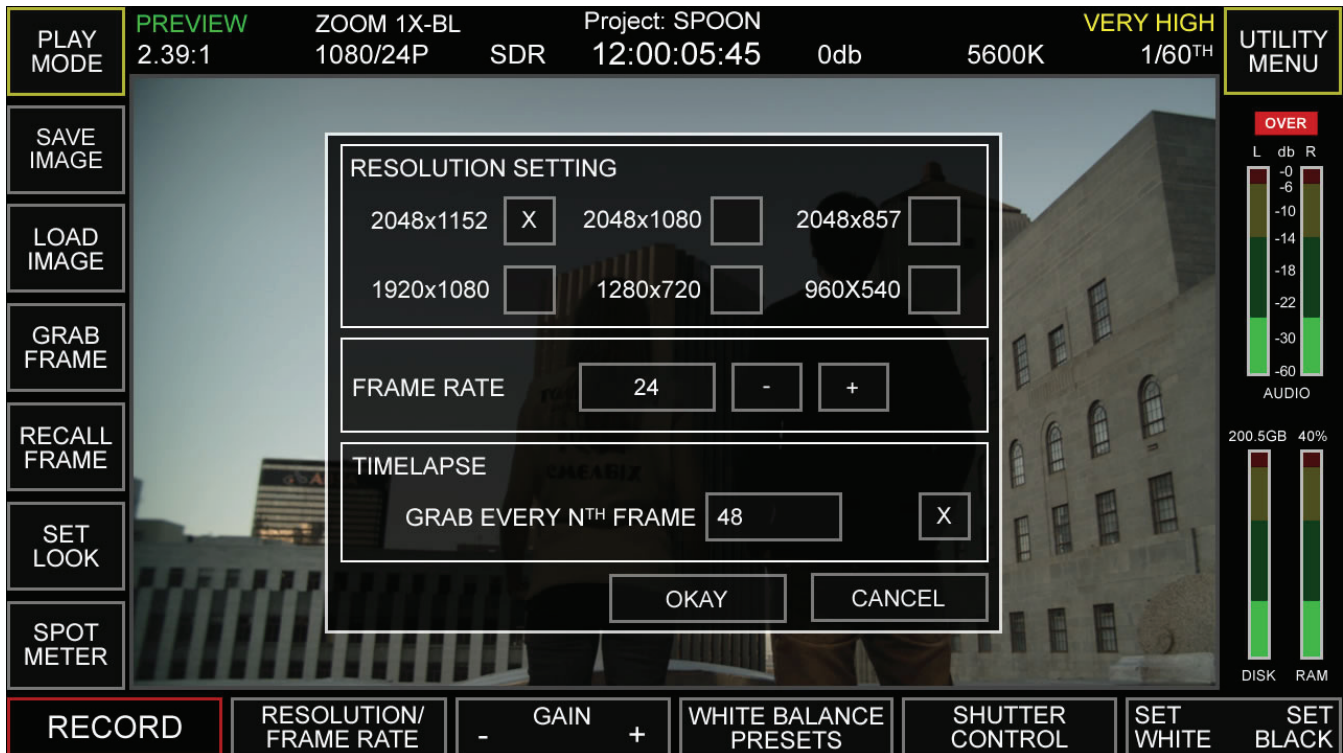 PLAY
MODE
PREVIEW
ZOOM 1X-BL
Project: SPOON
VERY HIGH
2.39:1
1080/24P
SDR
12:00:05:45
0db
5600K
1/60TH
UTILITY
MENU
SAVE
IMAGE
LOAD
IMAGE
GRAB
FRAME
RECALL
FRAME
SET
LOOK
SPOT
METER
RESOLUTION SETTING
2048x1152 X 2048x1080 2048x857
1920x1080 1280x720 960X540
FRAME RATE 24 - +
TIMELAPSE
GRAB EVERY NTH FRAME 48 X
OKAY CANCEL
OVER
L db R
-0
-6
-10
-14
-18
-22
-30
-60
AUDIO
200.5GB 40%
DISK RAM
RECORD
RESOLUTION/
FRAME RATE
GAIN
- +
WHITE BALANCE
PRESETS
SHUTTER
CONTROL
SET
WHITE
SET
BLACK